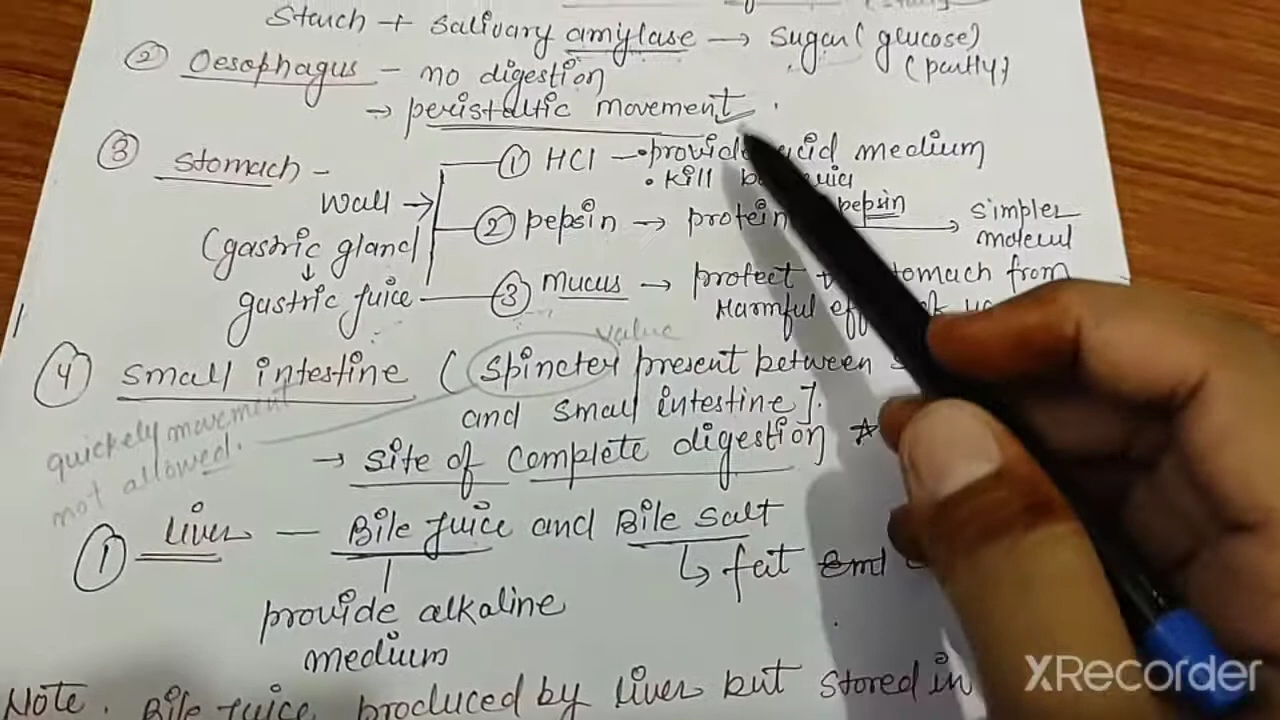 Starch + salivary amylase → sugar (glucose)
(partly)
② Oesophagus - no digestion
→ peristaltic movement.
③ Stomach -
wall →
(gastric gland)
↓
gastric juice
① HCl - • provide acid medium
• kill
② pepsin → protein pepsin → simpler
molecul
③ Mucus → protect stomach from
Harmful
value
④ small intestine (spincter present between
and small intestine].
quickely movement
not allowed.
→ site of complete digestion ☆
① Liver - Bile juice and Bile salt
↳ fat
provide alkaline
medium
Note. Bile juice produced by liver but stored in
XRecorder